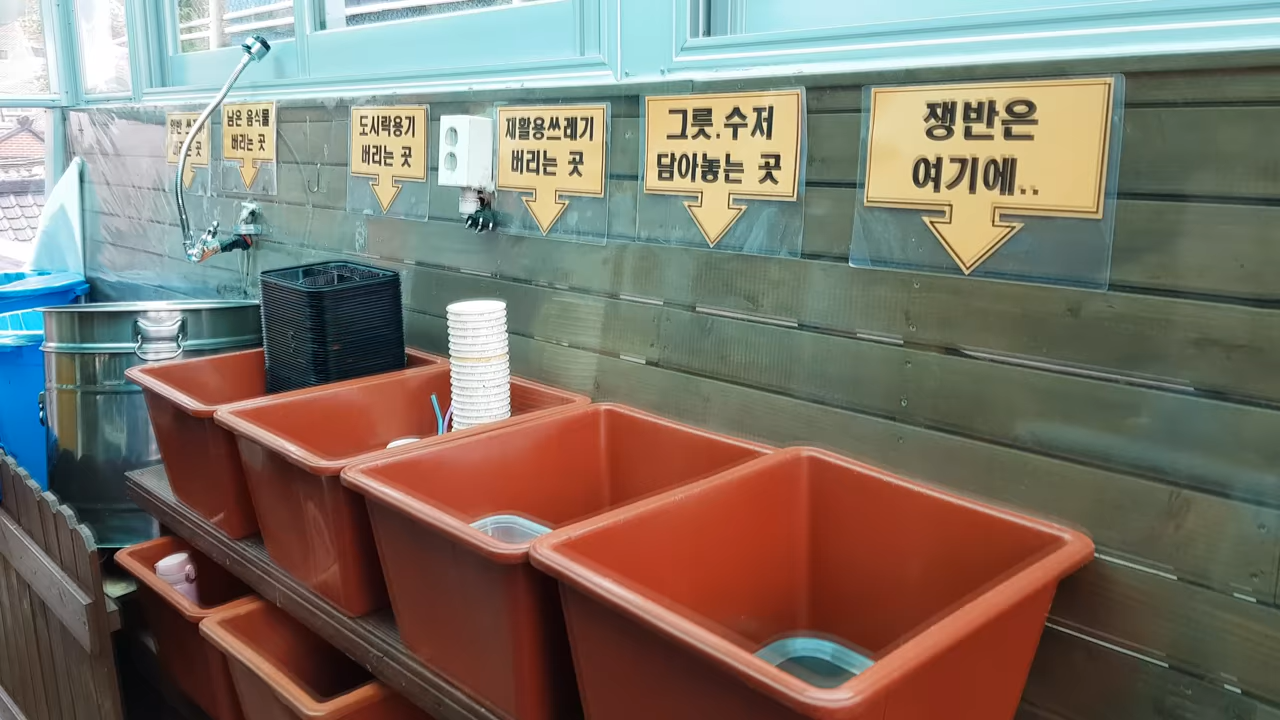 남은 음식물
버리는 곳
도시락용기
버리는 곳
재활용쓰레기
버리는 곳
그릇.수저
담아놓는 곳
쟁반은
여기에..